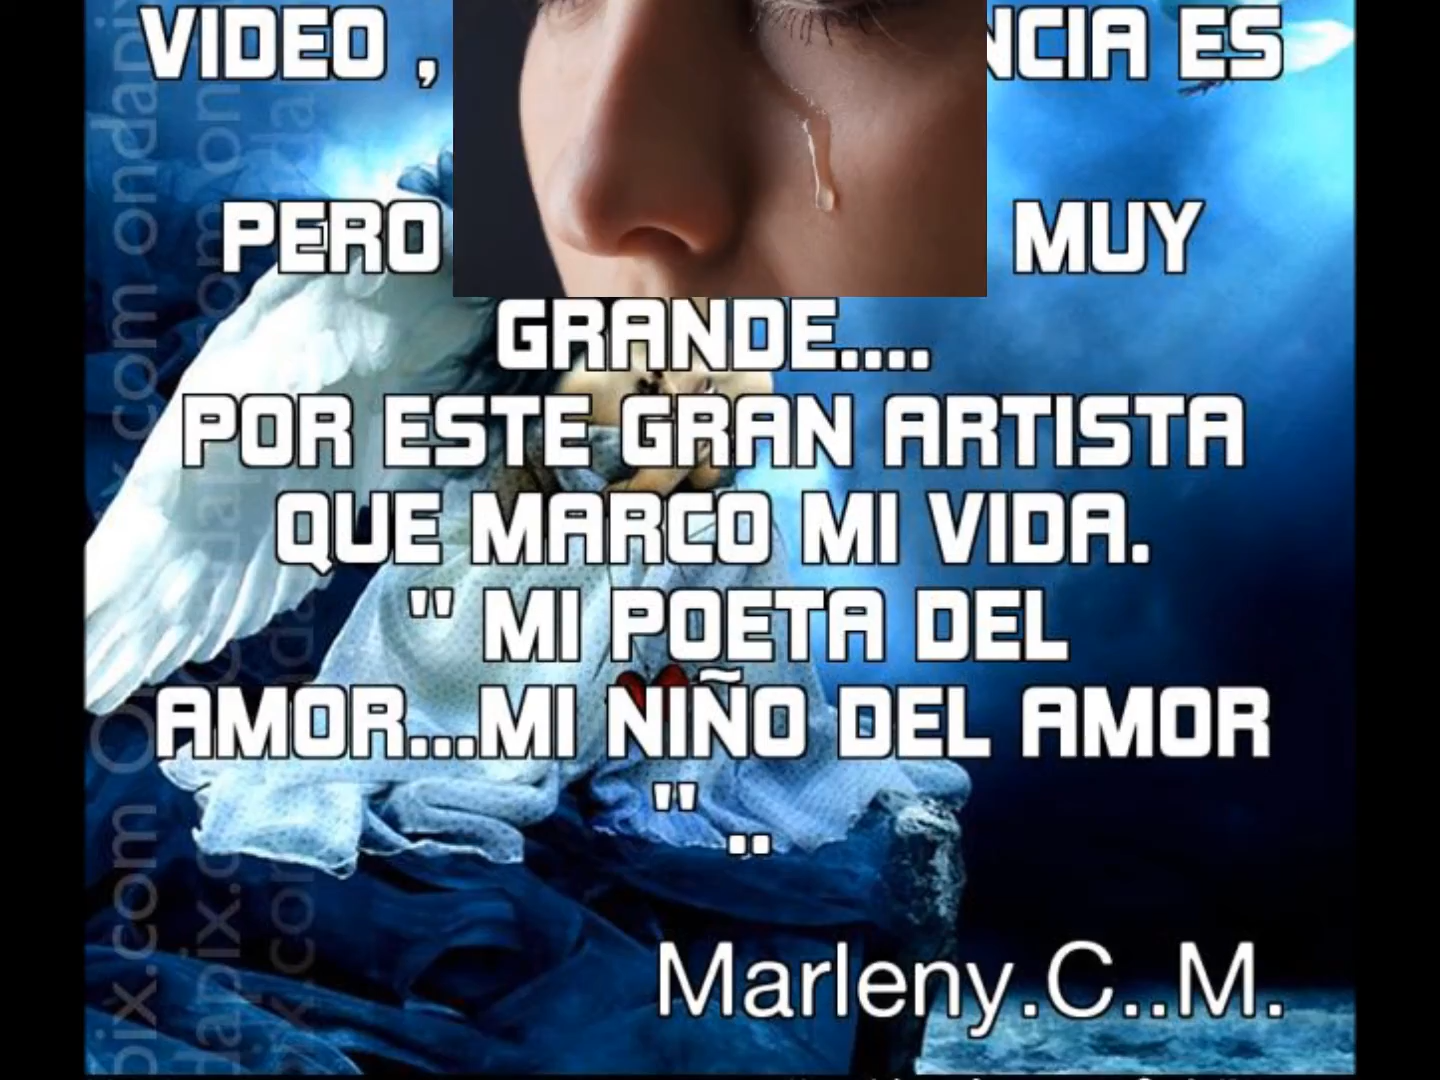 VIDEO , ES
PERO MUY
GRANDE....
POR ESTE GRAN ARTISTA
QUE MARCO MI VIDA.
" MI POETA DEL
AMOR...MI NIÑO DEL AMOR
" ..
Marleny.C..M.